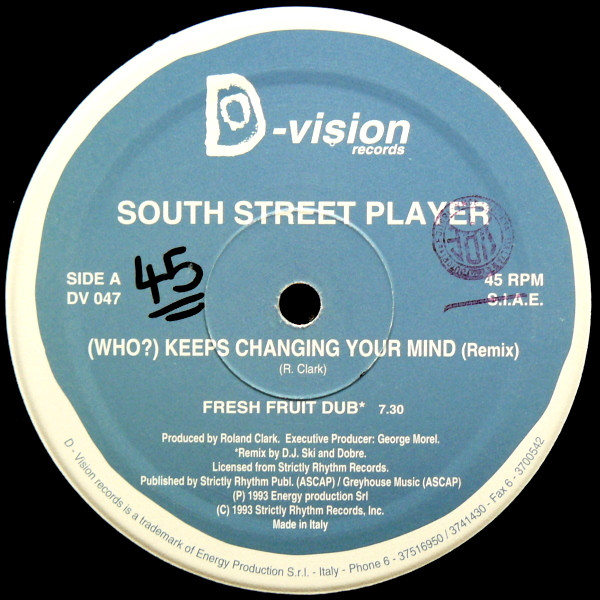 D-vision
records
SOUTH STREET PLAYER
SIDE A
DV 047
45
45 RPM
S.I.A.E.
(WHO?) KEEPS CHANGING YOUR MIND (Remix)
(R. Clark)
FRESH FRUIT DUB* 7.30
Produced by Roland Clark. Executive Producer: George Morel.
*Remix by D.J. Ski and Dobre.
Licensed from Strictly Rhythm Records.
Published by Strictly Rhythm Publ. (ASCAP) / Greyhouse Music (ASCAP)
(P) 1993 Energy production Srl
(C) 1993 Strictly Rhythm Records, Inc.
Made in Italy
D - Vision records is a trademark of Energy Production S.r.l. - Italy - Phone 6 - 37516950 / 3741430 - Fax 6 - 3700542